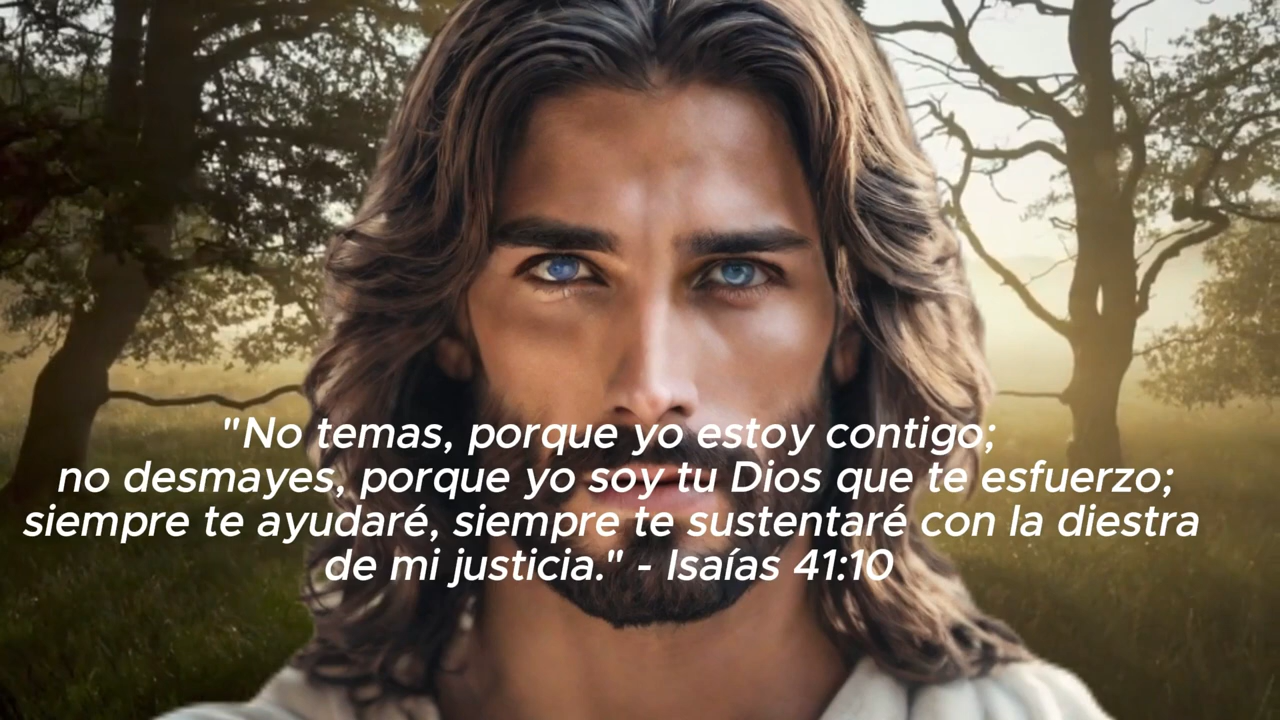 "No temas, porque yo estoy contigo;
no desmayes, porque yo soy tu Dios que te esfuerzo;
siempre te ayudaré, siempre te sustentaré con la diestra
de mi justicia." - Isaías 41:10